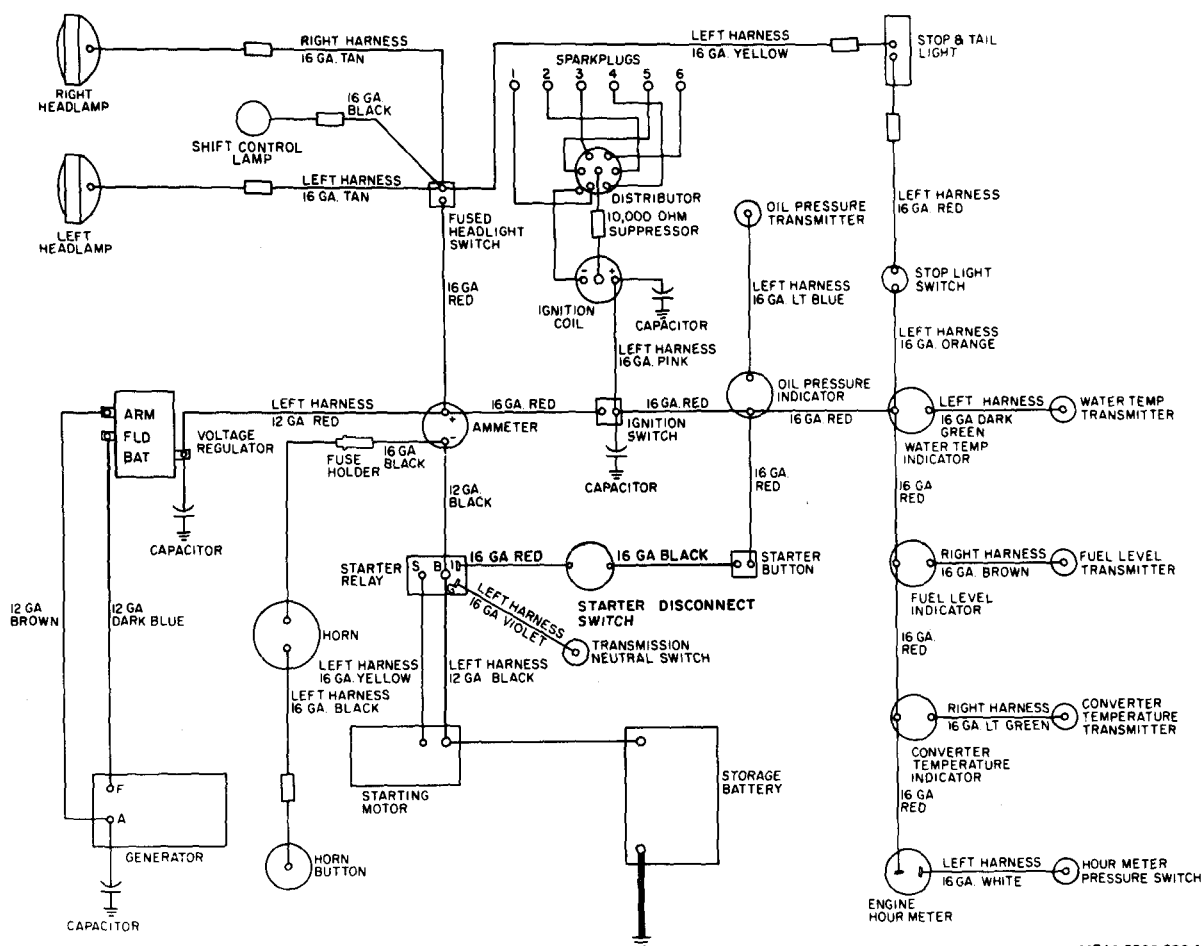 RIGHT HARNESS
16 GA. TAN
RIGHT
HEADLAMP
16 GA
BLACK
SHIFT CONTROL
LAMP
LEFT HARNESS
16 GA. TAN
LEFT
HEADLAMP
FUSED
HEADLIGHT
SWITCH
LEFT HARNESS
16 GA. YELLOW
STOP & TAIL
LIGHT
SPARKPLUGS
1 2 3 4 5 6
DISTRIBUTOR
10,000 OHM
SUPPRESSOR
- +
IGNITION
COIL
CAPACITOR
OIL PRESSURE
TRANSMITTER
LEFT HARNESS
16 GA. RED
STOP LIGHT
SWITCH
LEFT HARNESS
16 GA. LT BLUE
LEFT HARNESS
16 GA. ORANGE
16 GA
RED
LEFT HARNESS
16 GA. PINK
ARM
FLD
BAT
VOLTAGE
REGULATOR
CAPACITOR
LEFT HARNESS
12 GA. RED
+
-
AMMETER
16 GA. RED
IGNITION
SWITCH
CAPACITOR
16 GA. RED
OIL PRESSURE
INDICATOR
16 GA. RED
LEFT HARNESS
16 GA DARK
GREEN
WATER TEMP
TRANSMITTER
WATER TEMP
INDICATOR
FUSE
HOLDER
16 GA
BLACK
12 GA.
BLACK
16 GA.
RED
16 GA
RED
STARTER
RELAY
S B I
G
16 GA RED
16 GA BLACK
STARTER
BUTTON
STARTER DISCONNECT
SWITCH
LEFT HARNESS
16 GA VIOLET
TRANSMISSION
NEUTRAL SWITCH
RIGHT HARNESS
16 GA. BROWN
FUEL LEVEL
TRANSMITTER
FUEL LEVEL
INDICATOR
12 GA
BROWN
12 GA
DARK BLUE
HORN
LEFT HARNESS
16 GA. YELLOW
LEFT HARNESS
12 GA. BLACK
LEFT HARNESS
16 GA. BLACK
16 GA.
RED
RIGHT HARNESS
16 GA. LT GREEN
CONVERTER
TEMPERATURE
TRANSMITTER
CONVERTER
TEMPERATURE
INDICATOR
STARTING
MOTOR
STORAGE
BATTERY
16 GA
RED
F
A
GENERATOR
CAPACITOR
HORN
BUTTON
LEFT HARNESS
16 GA. WHITE
HOUR METER
PRESSURE SWITCH
ENGINE
HOUR METER